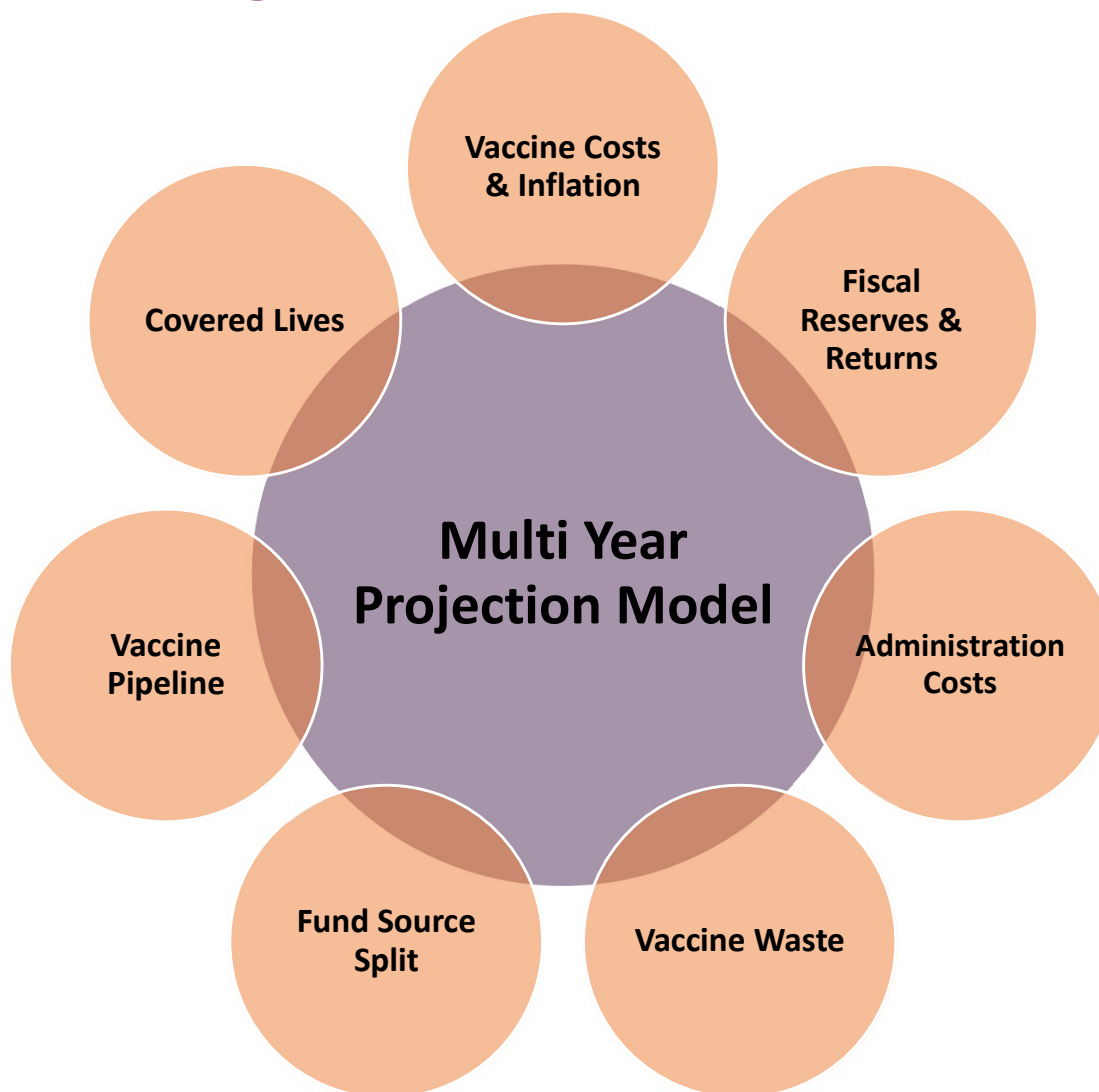 Vaccine Costs
& Inflation
Fiscal
Reserves &
Returns
Covered Lives
Multi Year
Projection Model
Vaccine
Pipeline
Administration
Costs
Fund Source
Split
Vaccine Waste